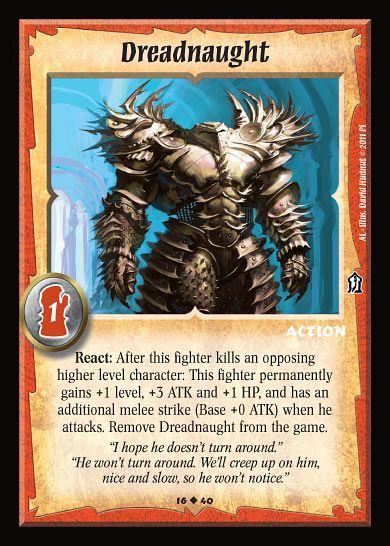 Dreadnaught
AL · Illus. David Hudnut © 2011 PI
1
ACTION
React: After this fighter kills an opposing
higher level character: This fighter permanently
gains +1 level, +3 ATK and +1 HP, and has an
additional melee strike (Base +0 ATK) when he
attacks. Remove Dreadnaught from the game.
"I hope he doesn't turn around."
"He won't turn around. We'll creep up on him,
nice and slow, so he won't notice."
16 ◆ 40